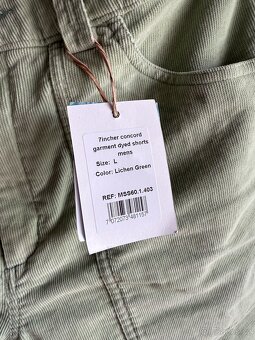 7incher concord
garment dyed shorts
mens
Size: L
Color: Lichen Green
REF: MSS60.1.403